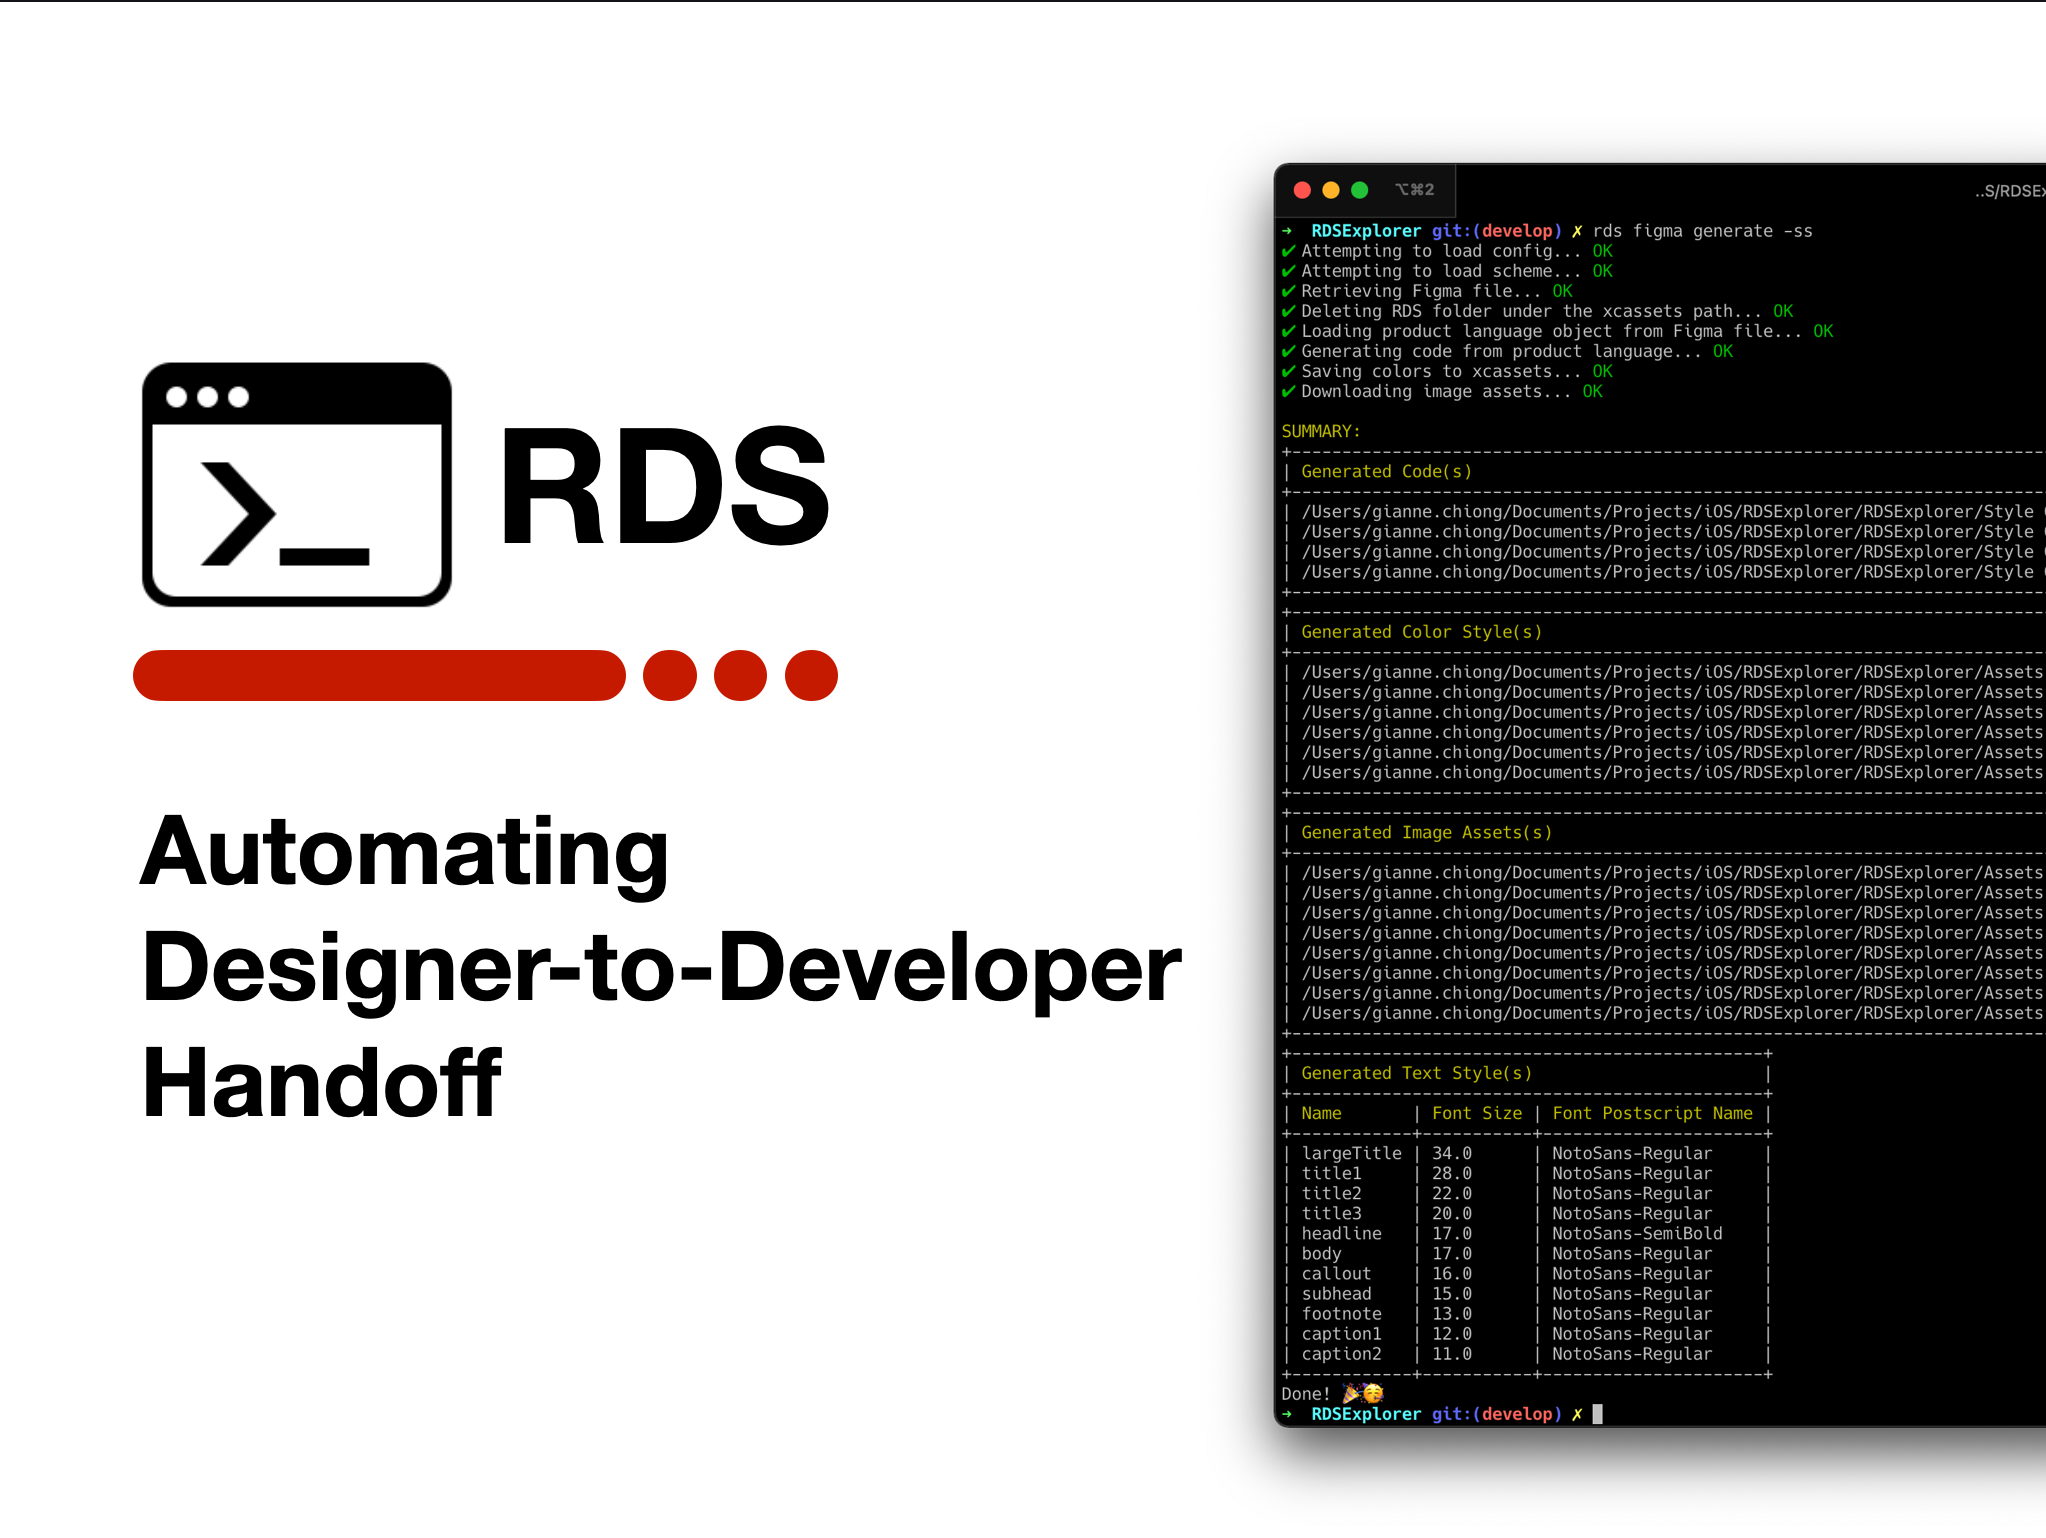 RDS
Automating
Designer-to-Developer
Handoff
⌥⌘2
..S/RDSEx
➜ RDSExplorer git:(develop) ✗ rds figma generate -ss
✔ Attempting to load config... OK
✔ Attempting to load scheme... OK
✔ Retrieving Figma file... OK
✔ Deleting RDS folder under the xcassets path... OK
✔ Loading product language object from Figma file... OK
✔ Generating code from product language... OK
✔ Saving colors to xcassets... OK
✔ Downloading image assets... OK
SUMMARY:
| Generated Code(s)
| /Users/gianne.chiong/Documents/Projects/iOS/RDSExplorer/RDSExplorer/Style
| /Users/gianne.chiong/Documents/Projects/iOS/RDSExplorer/RDSExplorer/Style
| /Users/gianne.chiong/Documents/Projects/iOS/RDSExplorer/RDSExplorer/Style
| /Users/gianne.chiong/Documents/Projects/iOS/RDSExplorer/RDSExplorer/Style
| Generated Color Style(s)
| /Users/gianne.chiong/Documents/Projects/iOS/RDSExplorer/RDSExplorer/Assets
| /Users/gianne.chiong/Documents/Projects/iOS/RDSExplorer/RDSExplorer/Assets
| /Users/gianne.chiong/Documents/Projects/iOS/RDSExplorer/RDSExplorer/Assets
| /Users/gianne.chiong/Documents/Projects/iOS/RDSExplorer/RDSExplorer/Assets
| /Users/gianne.chiong/Documents/Projects/iOS/RDSExplorer/RDSExplorer/Assets
| /Users/gianne.chiong/Documents/Projects/iOS/RDSExplorer/RDSExplorer/Assets
| Generated Image Assets(s)
| /Users/gianne.chiong/Documents/Projects/iOS/RDSExplorer/RDSExplorer/Assets
| /Users/gianne.chiong/Documents/Projects/iOS/RDSExplorer/RDSExplorer/Assets
| /Users/gianne.chiong/Documents/Projects/iOS/RDSExplorer/RDSExplorer/Assets
| /Users/gianne.chiong/Documents/Projects/iOS/RDSExplorer/RDSExplorer/Assets
| /Users/gianne.chiong/Documents/Projects/iOS/RDSExplorer/RDSExplorer/Assets
| /Users/gianne.chiong/Documents/Projects/iOS/RDSExplorer/RDSExplorer/Assets
| /Users/gianne.chiong/Documents/Projects/iOS/RDSExplorer/RDSExplorer/Assets
| /Users/gianne.chiong/Documents/Projects/iOS/RDSExplorer/RDSExplorer/Assets
| Generated Text Style(s) |
| Name | Font Size | Font Postscript Name |
| largeTitle | 34.0 | NotoSans-Regular |
| title1 | 28.0 | NotoSans-Regular |
| title2 | 22.0 | NotoSans-Regular |
| title3 | 20.0 | NotoSans-Regular |
| headline | 17.0 | NotoSans-SemiBold |
| body | 17.0 | NotoSans-Regular |
| callout | 16.0 | NotoSans-Regular |
| subhead | 15.0 | NotoSans-Regular |
| footnote | 13.0 | NotoSans-Regular |
| caption1 | 12.0 | NotoSans-Regular |
| caption2 | 11.0 | NotoSans-Regular |
Done! 🎉🥳
➜ RDSExplorer git:(develop) ✗